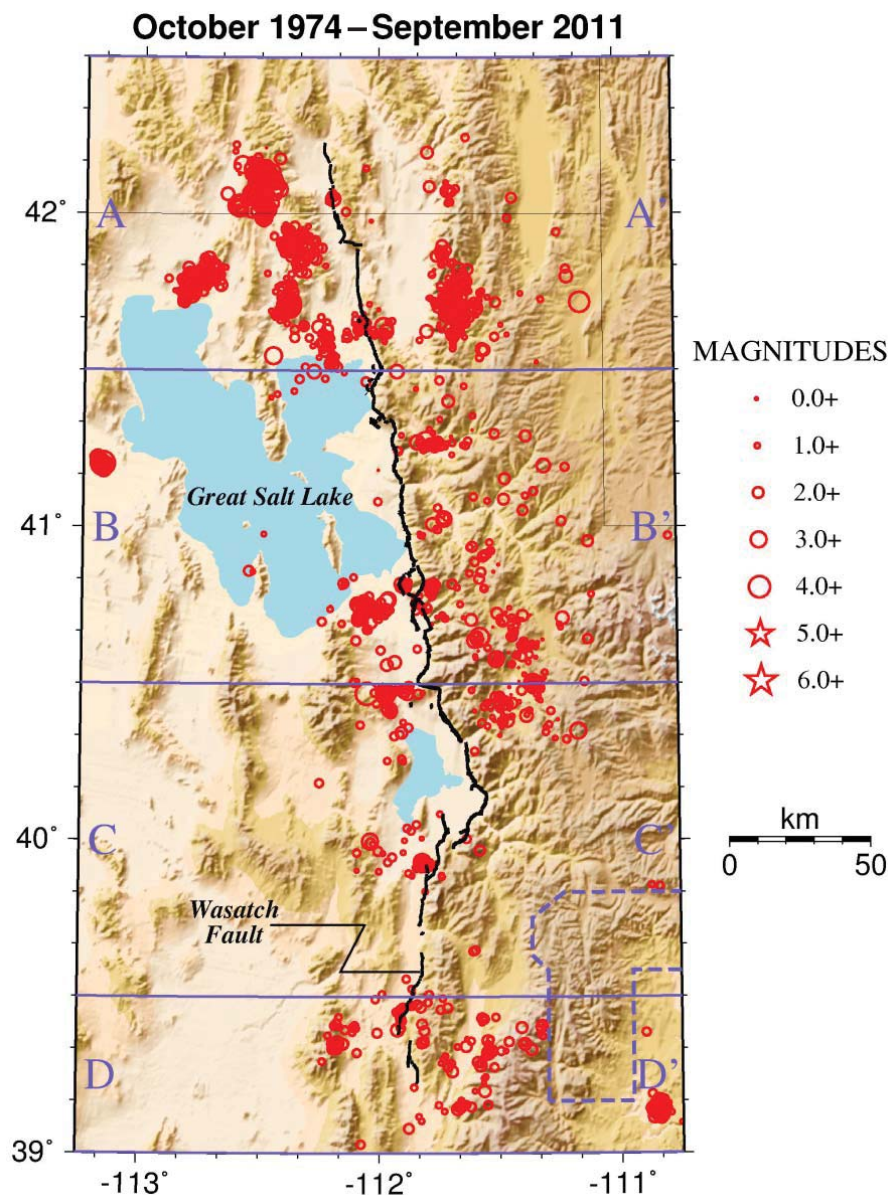 October 1974 – September 2011
42˚
41˚
40˚
39˚
-113˚
-112˚
-111˚
A
A’
B
B’
C
C’
D
D’
Great Salt Lake
Wasatch
Fault
MAGNITUDES
0.0+
1.0+
2.0+
3.0+
4.0+
5.0+
6.0+
km
0
50